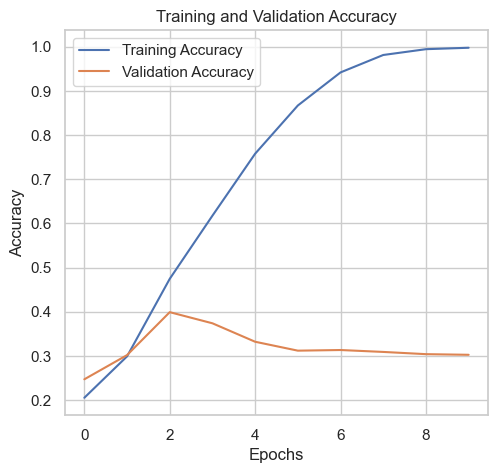 Training and Validation Accuracy
Training Accuracy
Validation Accuracy
1.0
0.9
0.8
0.7
0.6
0.5
0.4
0.3
0.2
Accuracy
0 2 4 6 8
Epochs